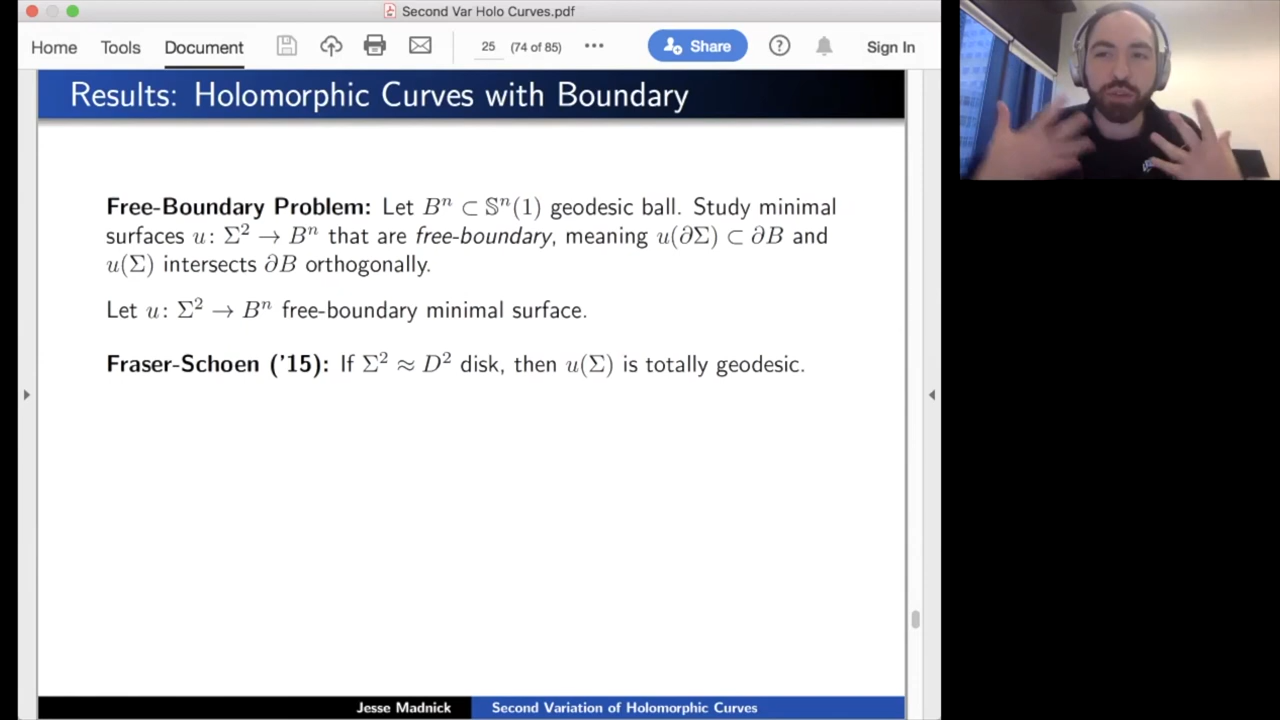 Second Var Holo Curves.pdf
Home Tools Document 25 (74 of 85) ••• Share Sign In
Results: Holomorphic Curves with Boundary
Free-Boundary Problem: Let Bⁿ ⊂ 𝕊ⁿ(1) geodesic ball. Study minimal
surfaces u: Σ² → Bⁿ that are free-boundary, meaning u(∂Σ) ⊂ ∂B and
u(Σ) intersects ∂B orthogonally.
Let u: Σ² → Bⁿ free-boundary minimal surface.
Fraser-Schoen ('15): If Σ² ≈ D² disk, then u(Σ) is totally geodesic.
Jesse Madnick Second Variation of Holomorphic Curves